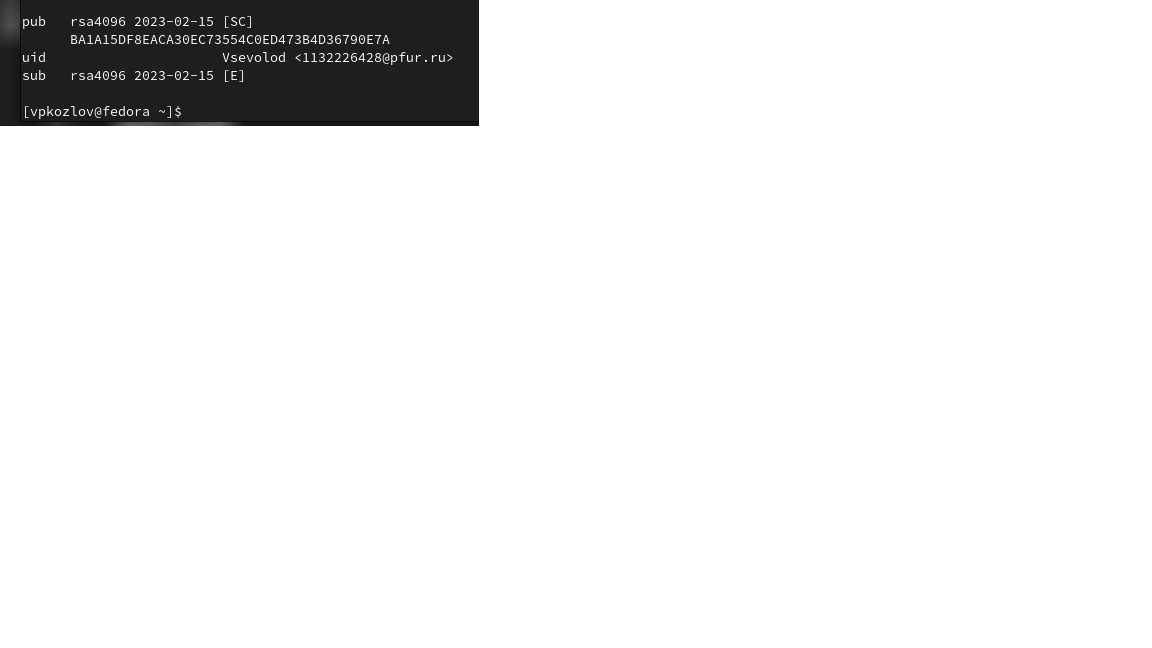 pub   rsa4096 2023-02-15 [SC]
      BA1A15DF8EACA30EC73554C0ED473B4D36790E7A
uid                      Vsevolod <1132226428@pfur.ru>
sub   rsa4096 2023-02-15 [E]
[vpkozlov@fedora ~]$